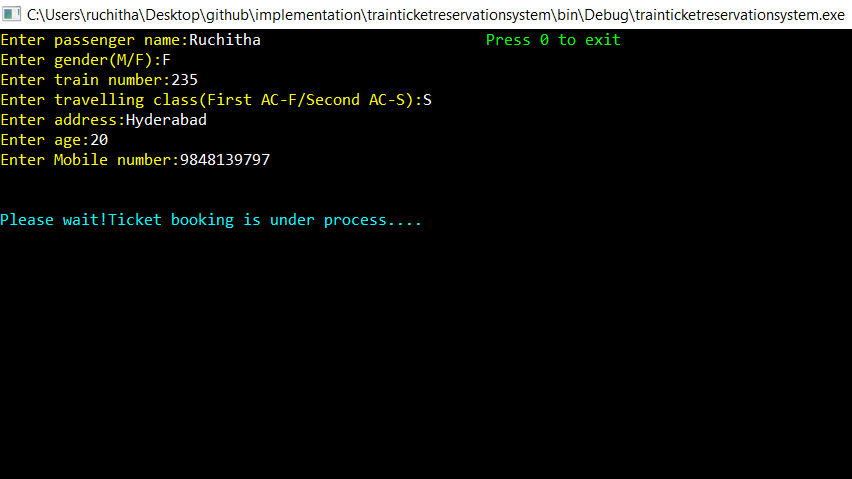 C:\Users\ruchitha\Desktop\github\implementation\trainticketreservationsystem\bin\Debug\trainticketreservationsystem.exe
Enter passenger name:Ruchitha Press 0 to exit
Enter gender(M/F):F
Enter train number:235
Enter travelling class(First AC-F/Second AC-S):S
Enter address:Hyderabad
Enter age:20
Enter Mobile number:9848139797
Please wait!Ticket booking is under process....